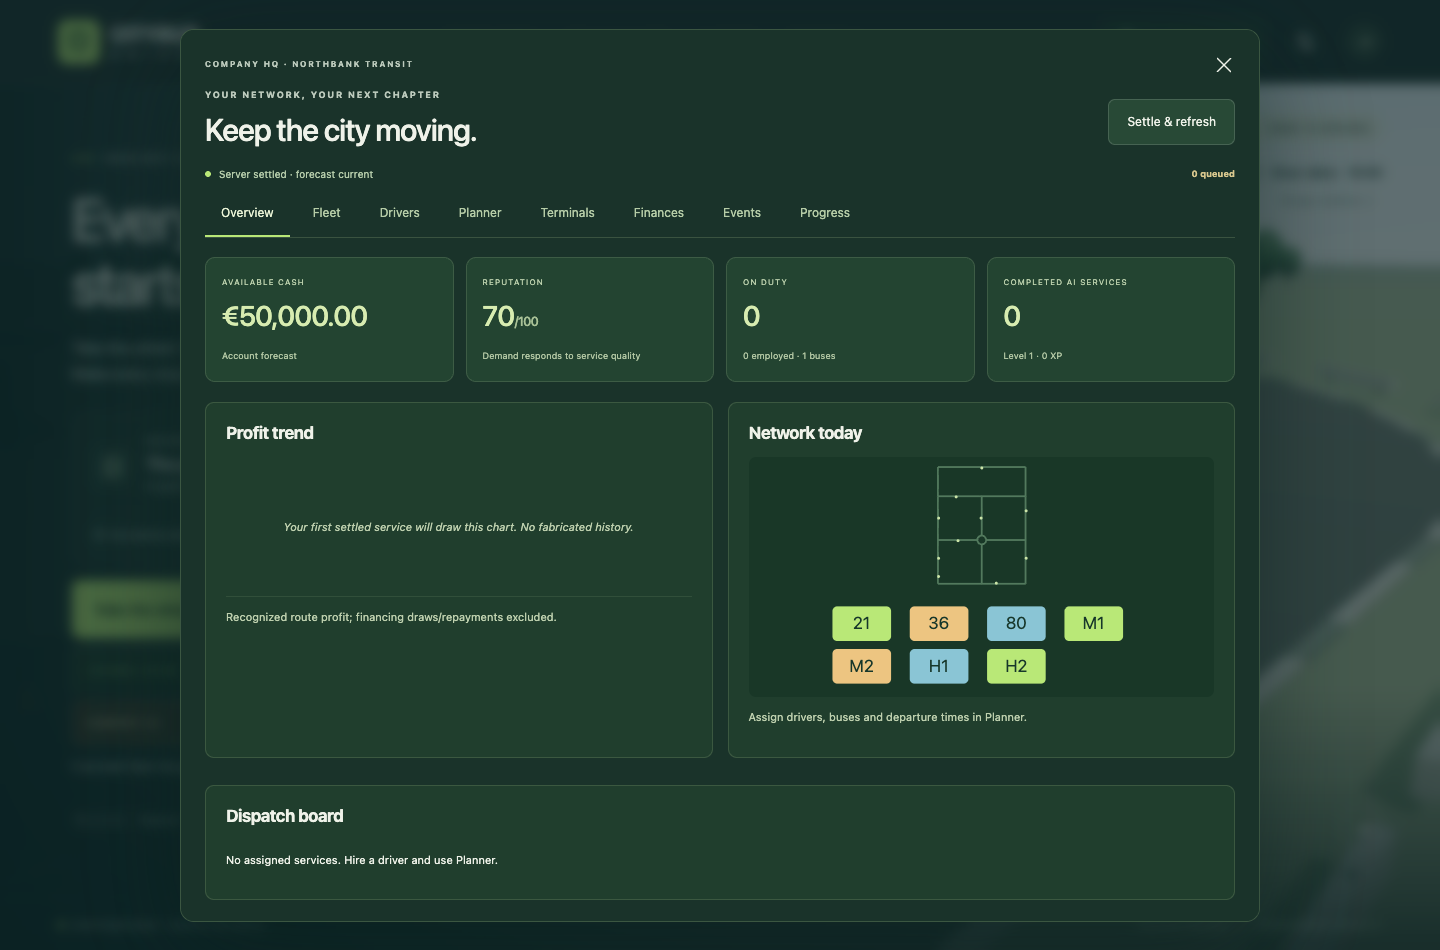 COMPANY HQ · NORTHBANK TRANSIT
YOUR NETWORK, YOUR NEXT CHAPTER
Keep the city moving.
Settle & refresh
Server settled · forecast current
0 queued
Overview
Fleet
Drivers
Planner
Terminals
Finances
Events
Progress
AVAILABLE CASH
€50,000.00
Account forecast
REPUTATION
70/100
Demand responds to service quality
ON DUTY
0
0 employed · 1 buses
COMPLETED AI SERVICES
0
Level 1 · 0 XP
Profit trend
Your first settled service will draw this chart. No fabricated history.
Recognized route profit; financing draws/repayments excluded.
Network today
21
36
80
M1
M2
H1
H2
Assign drivers, buses and departure times in Planner.
Dispatch board
No assigned services. Hire a driver and use Planner.